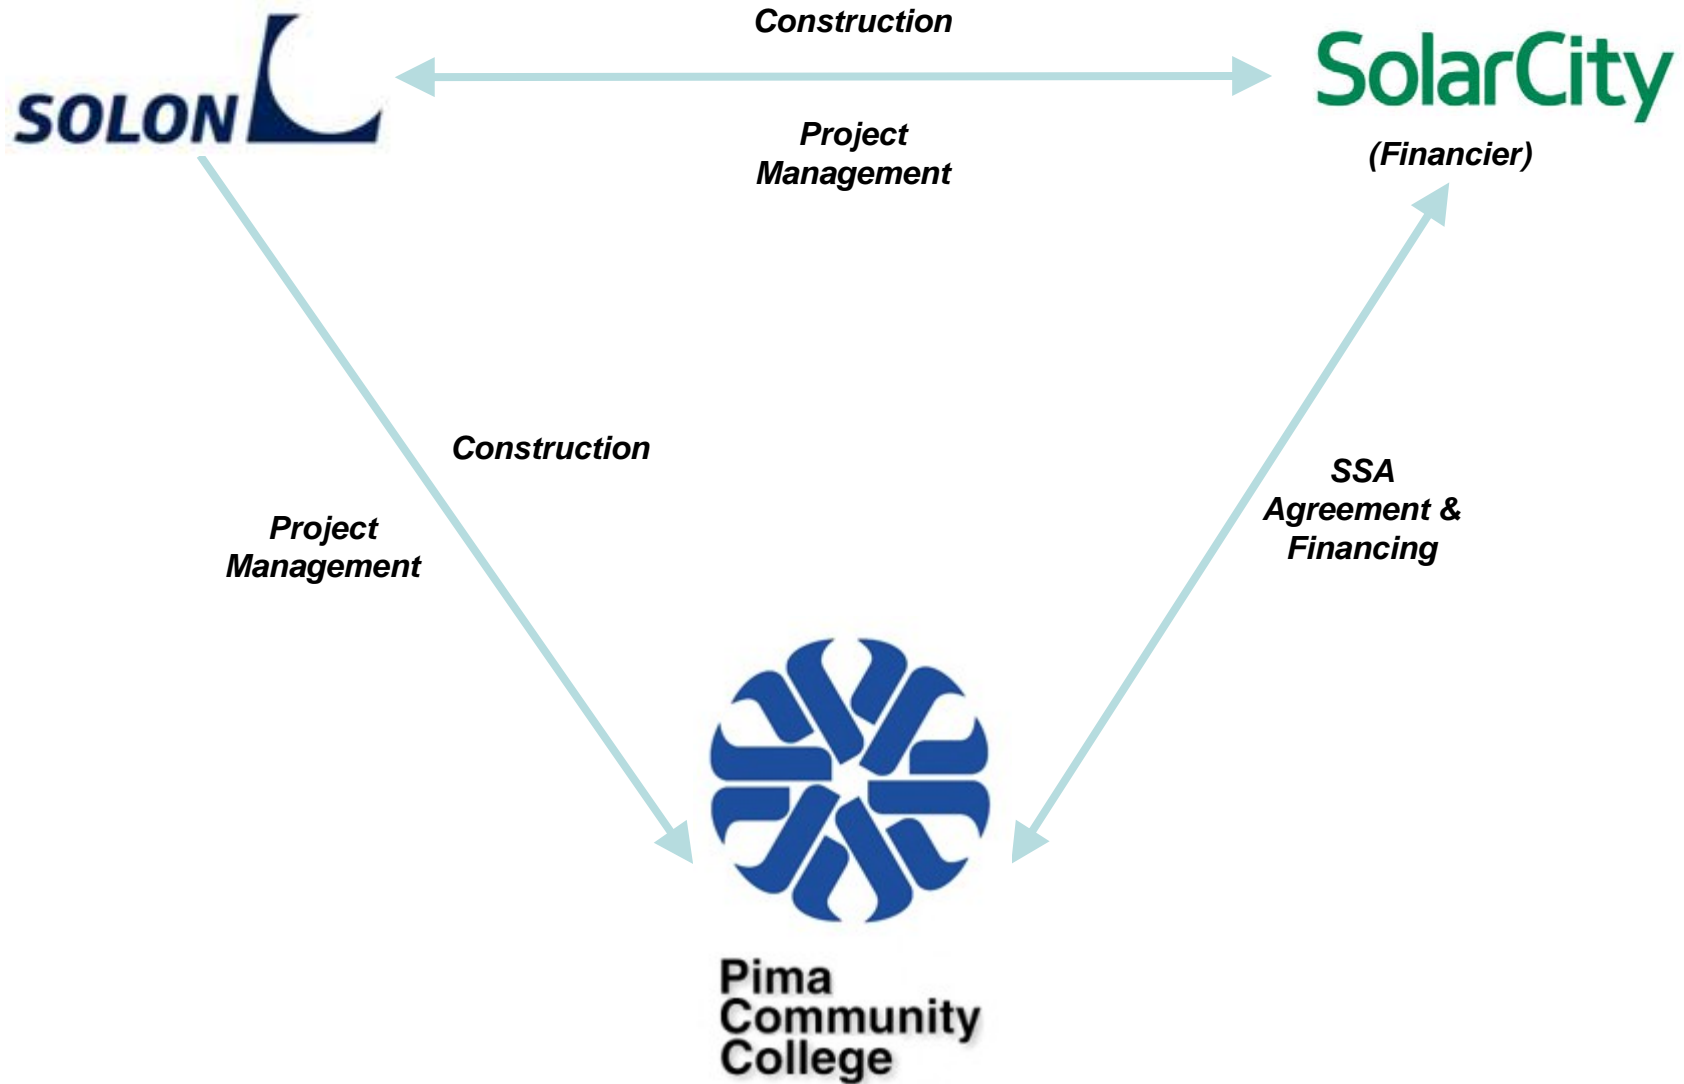 Construction
SOLON
SolarCity
Project
Management
(Financier)
Construction
Project
Management
SSA
Agreement &
Financing
Pima
Community
College